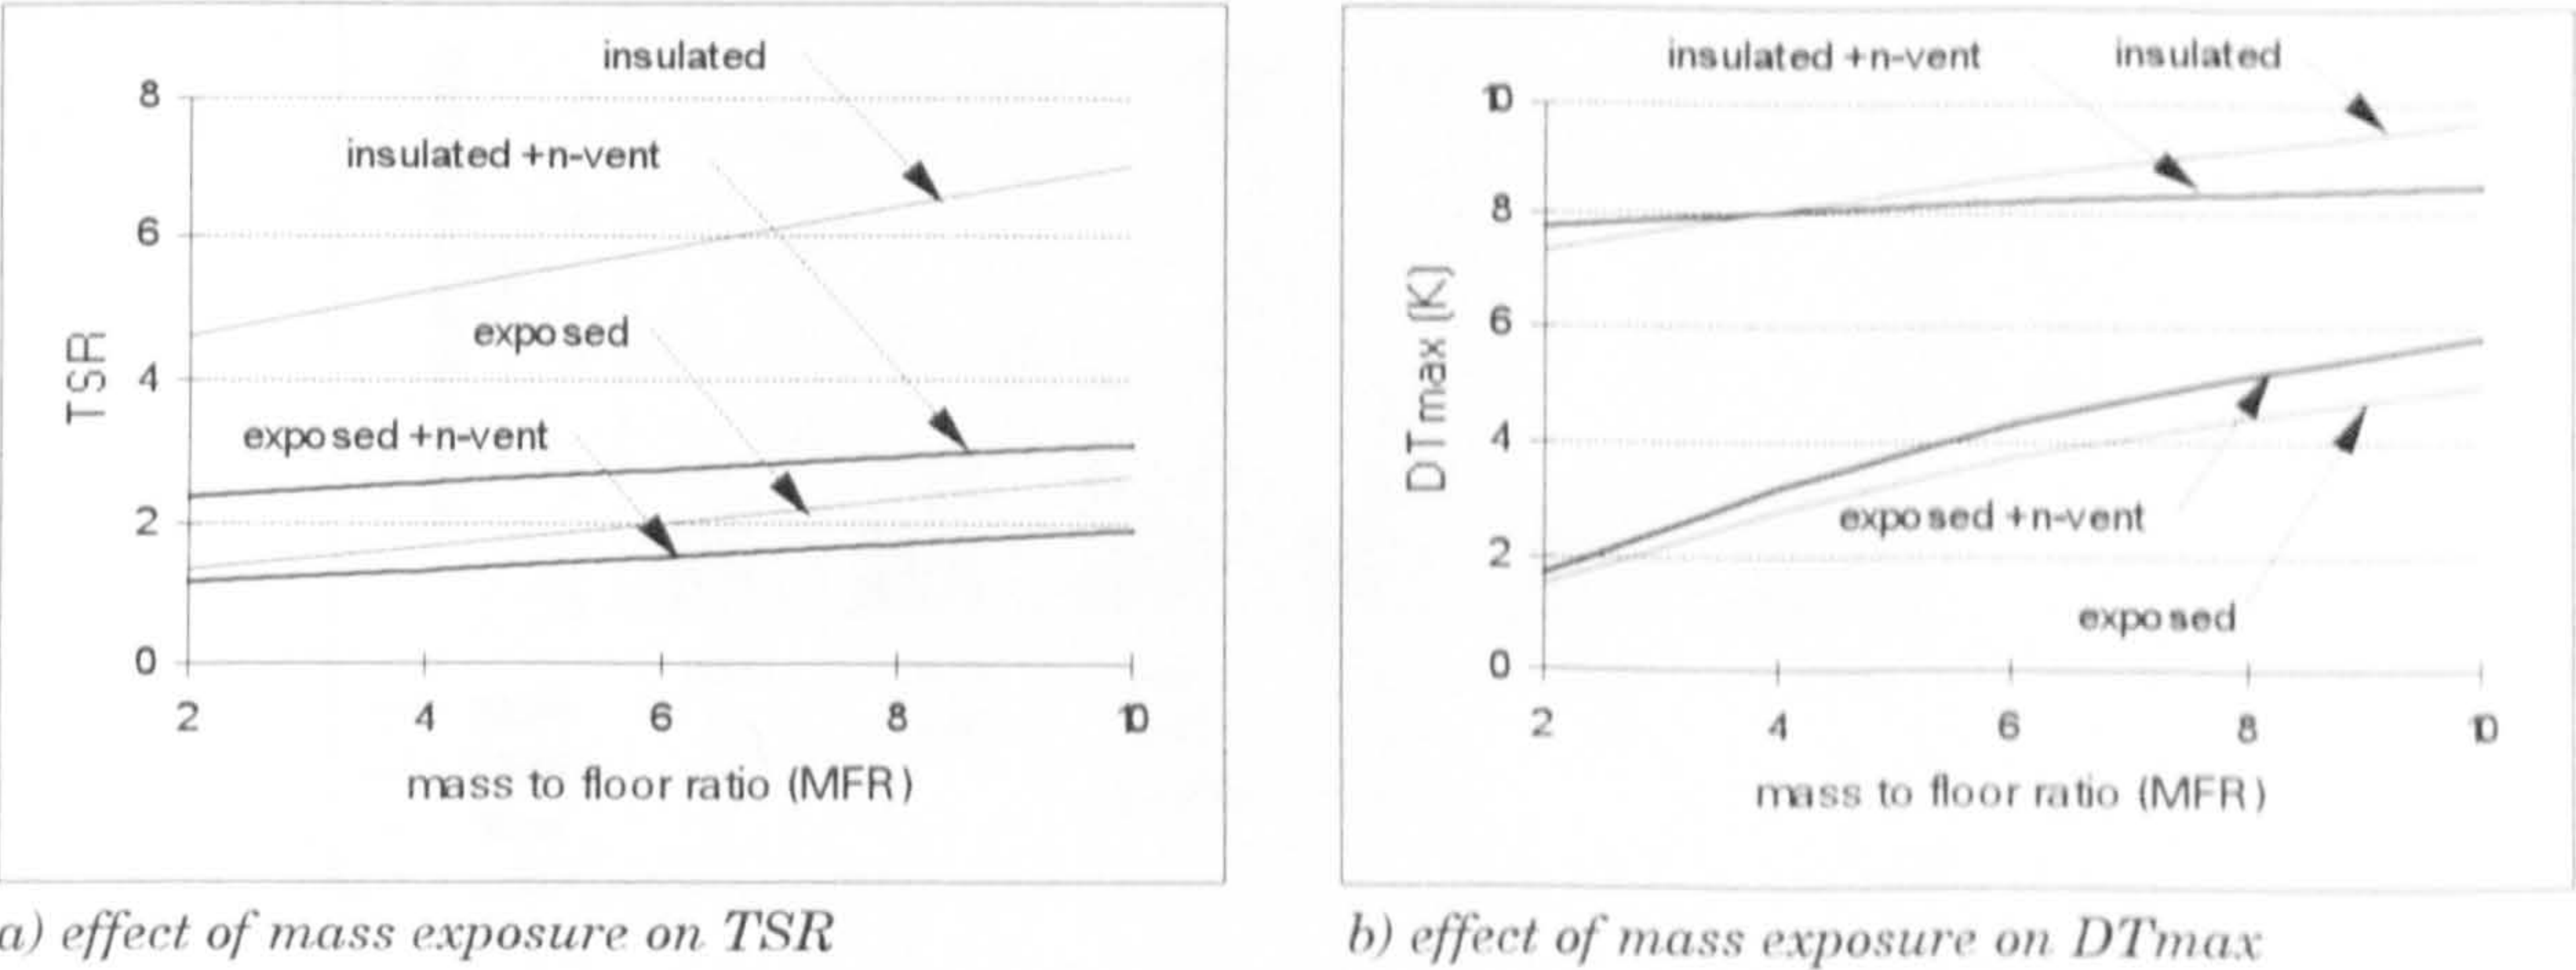 insulated
8
insulated +n-vent
6
exposed
TSR
4
exposed +n-vent
2
0
2 4 6 8 10
mass to floor ratio (MFR)
a) effect of mass exposure on TSR
insulated +n-vent insulated
10
8
6
DTmax [K]
4
exposed +n-vent
2
exposed
0
2 4 6 8 10
mass to floor ratio (MFR)
b) effect of mass exposure on DTmax